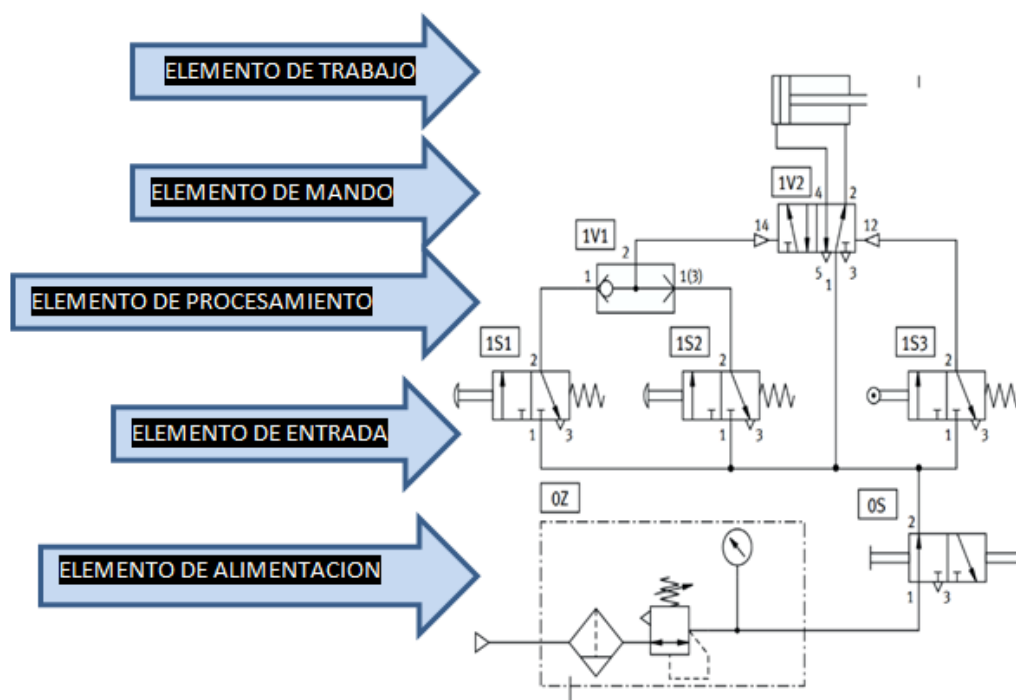 ELEMENTO DE TRABAJO
ELEMENTO DE MANDO
1V2
4
2
14
12
5
1
3
1V1
2
1
1(3)
ELEMENTO DE PROCESAMIENTO
1S1
2
1S2
2
1S3
2
ELEMENTO DE ENTRADA
1
3
1
3
1
3
0Z
0S
2
ELEMENTO DE ALIMENTACION
1
3